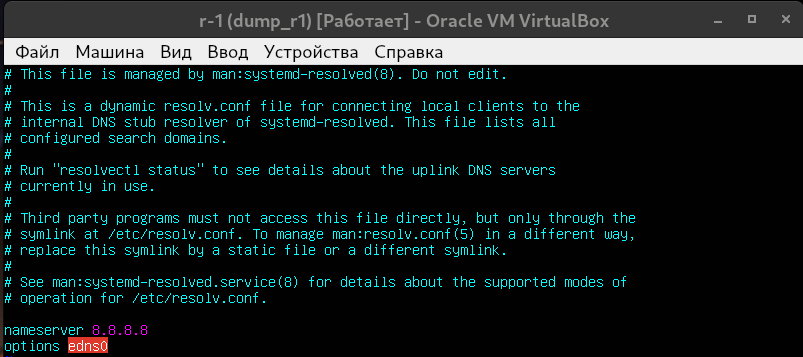 r-1 (dump_r1) [Работает] - Oracle VM VirtualBox
Файл Машина Вид Ввод Устройства Справка
# This file is managed by man:systemd-resolved(8). Do not edit.
#
# This is a dynamic resolv.conf file for connecting local clients to the
# internal DNS stub resolver of systemd-resolved. This file lists all
# configured search domains.
#
# Run "resolvectl status" to see details about the uplink DNS servers
# currently in use.
#
# Third party programs must not access this file directly, but only through the
# symlink at /etc/resolv.conf. To manage man:resolv.conf(5) in a different way,
# replace this symlink by a static file or a different symlink.
#
# See man:systemd-resolved.service(8) for details about the supported modes of
# operation for /etc/resolv.conf.
nameserver 8.8.8.8
options edns0